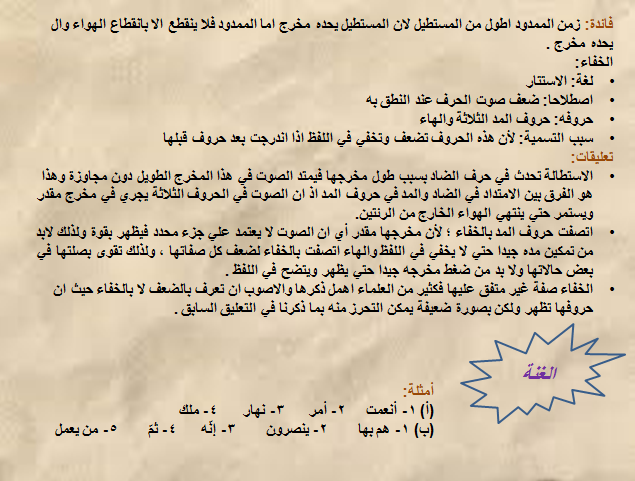 فائدة: زمن الممدود اطول من المستطيل لان المستطيل يحده مخرج اما الممدود فلا ينقطع الا بانقطاع الهواء وال
يحده مخرج .
الخفاء:
• لغة: الاستتار
• اصطلاحا: ضعف صوت الحرف عند النطق به
• حروفه: حروف المد الثلاثة والهاء
• سبب التسمية: لأن هذه الحروف تضعف وتخفي في اللفظ اذا اندرجت بعد حروف قبلها
تعليقات:
• الاستطالة تحدث في حرف الضاد بسبب طول مخرجها فيمتد الصوت في هذا المخرج الطويل دون مجاوزة وهذا
هو الفرق بين الامتداد في الضاد والمد في حروف المد اذ ان الصوت في الحروف الثلاثة يجري في مخرج مقدر
ويستمر حتي ينتهي الهواء الخارج من الرنتين.
• اتصفت حروف المد بالخفاء ؛ لأن مخرجها مقدر أي ان الصوت لا يعتمد علي جزء محدد فيظهر بقوة ولذلك لابد
من تمكين مده جيدا حتي لا يخفي في اللفظ والهاء اتصفت بالخفاء لضعف كل صفاتها ، ولذلك تقوى بصلتها في
بعض حالاتها ولا بد من ضغط مخرجه جيدا حتي يظهر ويتضح في اللفظ .
• الخفاء صفة غير متفق عليها فكثير من العلماء اهمل ذكرها والاصوب ان تعرف بالضعف لا بالخفاء حيث ان
حروفها تظهر ولكن بصورة ضعيفة يمكن التحرز منه بما ذكرنا في التعليق السابق .
الغنة
أمثلة:
(أ) ١- أنعمت ٢- أمر ٣- نهار ٤- ملك
(ب) ١- هم بها ٢- ينصرون ٣- إنّه ٤- ثمّ ٥- من يعمل